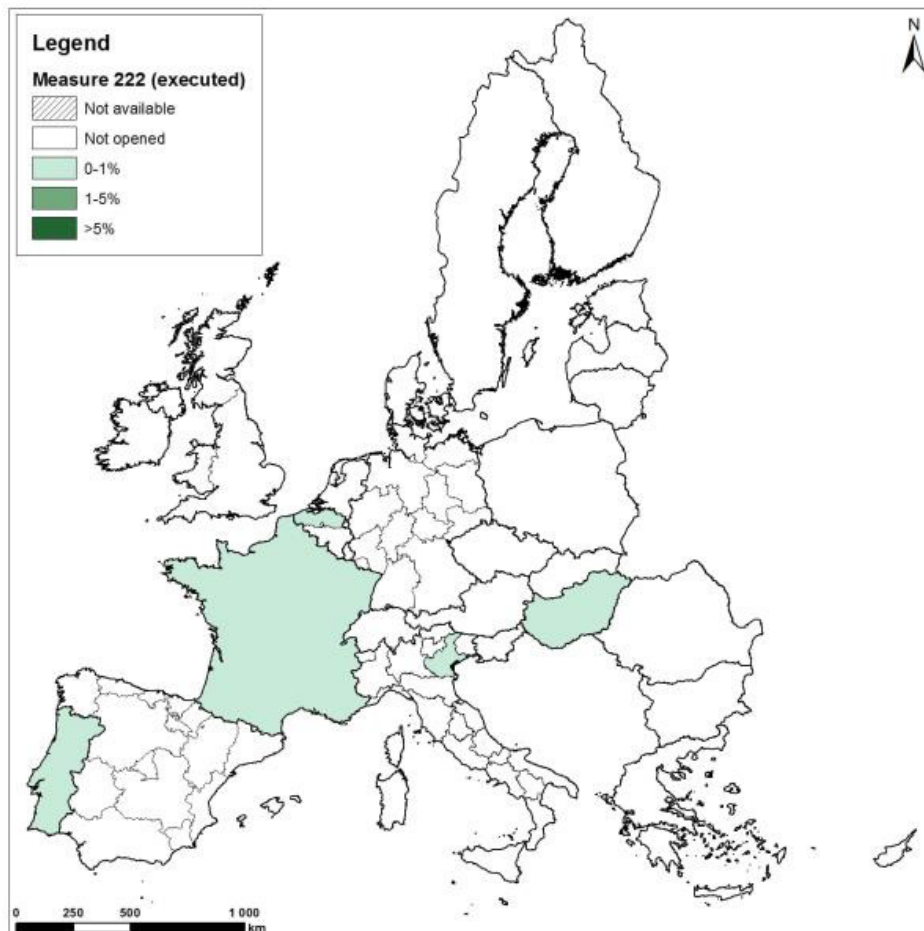 Legend
N
Measure 222 (executed)
Not available
Not opened
0-1%
1-5%
>5%
0 250 500 1 000
km